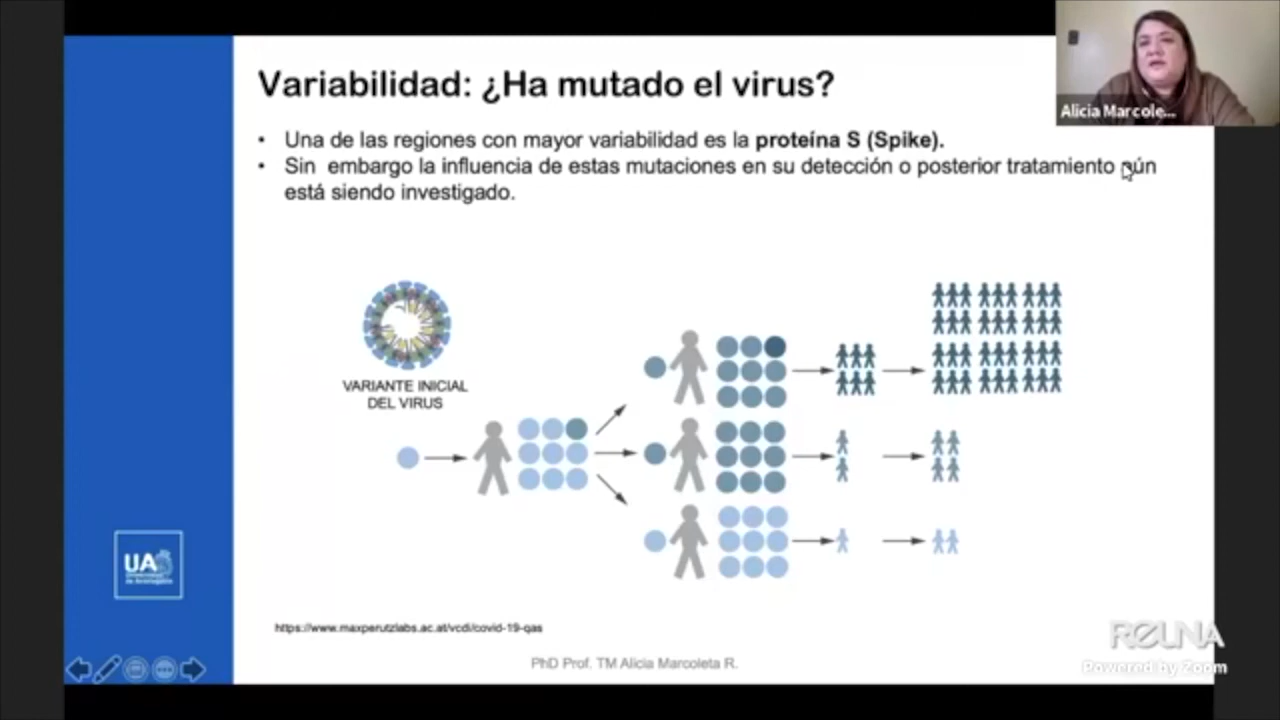 Variabilidad: ¿Ha mutado el virus?
Alicia Marcole...
• Una de las regiones con mayor variabilidad es la proteína S (Spike).
• Sin embargo la influencia de estas mutaciones en su detección o posterior tratamiento aún
está siendo investigado.
VARIANTE INICIAL
DEL VIRUS
UA
https://www.maxperutzlabs.ac.at/vcdi/covid-19-qas
PhD Prof. TM Alicia Marcoleta R.
REUNA
Powered by Zoom